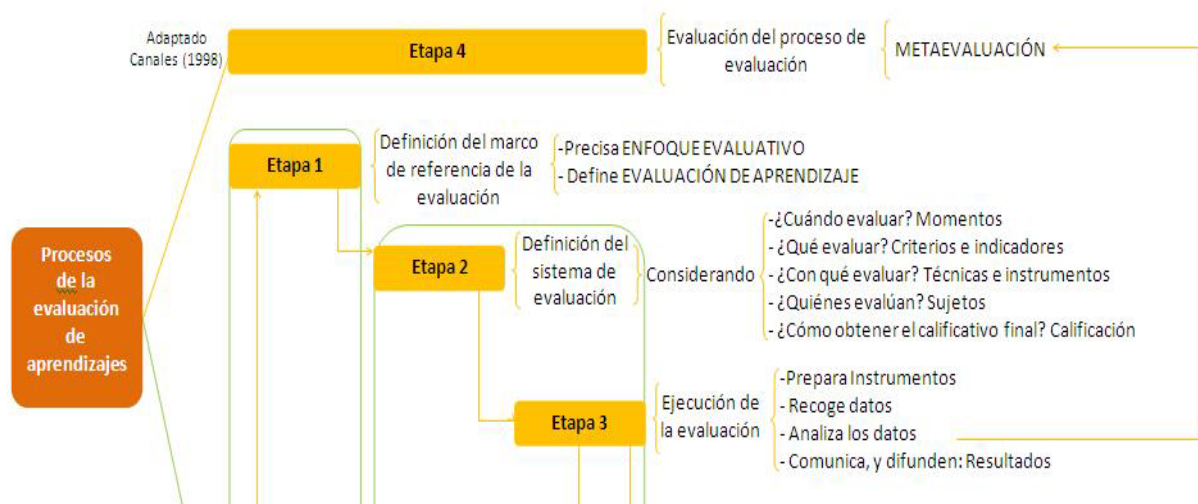 Adaptado
Canales (1998)
Etapa 4
Evaluación del proceso de
evaluación
METAEVALUACIÓN
Etapa 1
Definición del marco
de referencia de la
evaluación
-Precisa ENFOQUE EVALUATIVO
- Define EVALUACIÓN DE APRENDIZAJE
Procesos
de la
evaluación
de
aprendizajes
Etapa 2
Definición del
sistema de
evaluación
Considerando
-¿Cuándo evaluar? Momentos
- ¿Qué evaluar? Criterios e indicadores
- ¿Con qué evaluar? Técnicas e instrumentos
- ¿Quiénes evalúan? Sujetos
- ¿Cómo obtener el calificativo final? Calificación
Etapa 3
Ejecución de
la evaluación
-Prepara Instrumentos
- Recoge datos
- Analiza los datos
- Comunica, y difunden: Resultados